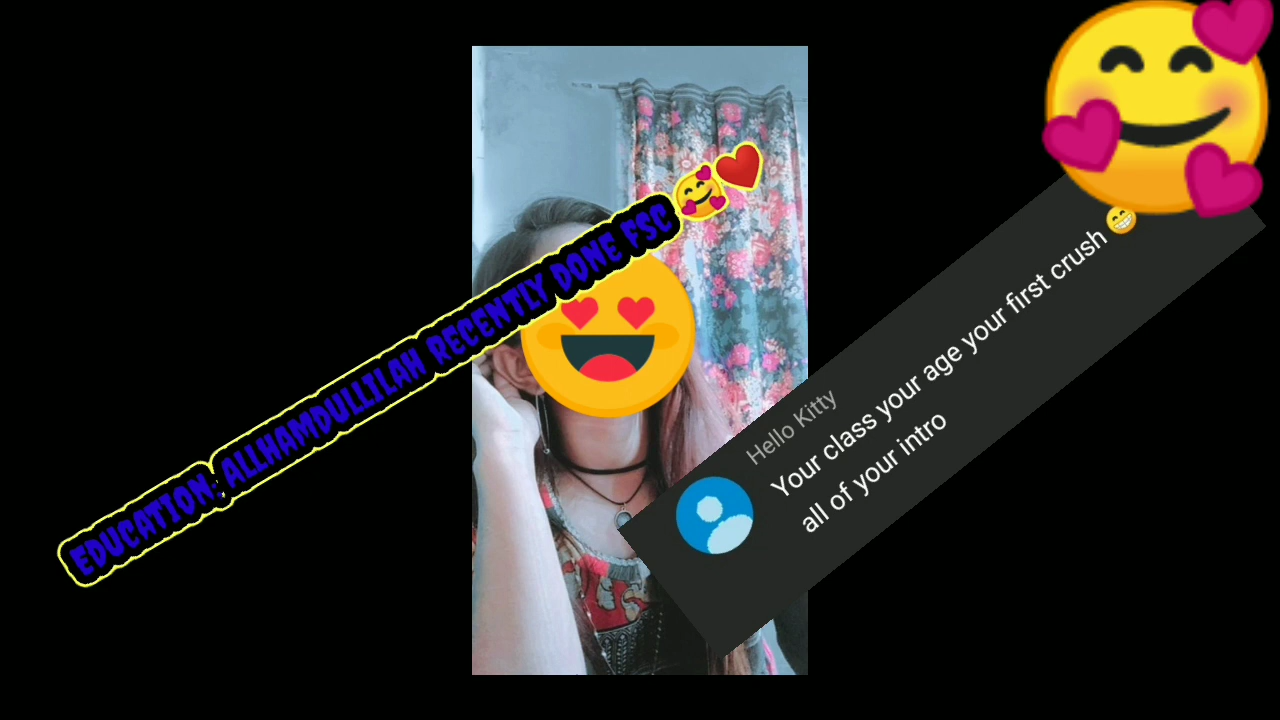 EDUCATION: ALLHAMDULLILAH RECENTLY DONE FSC 🥰❤️
Hello Kitty
Your class your age your first crush 😁
all of your intro